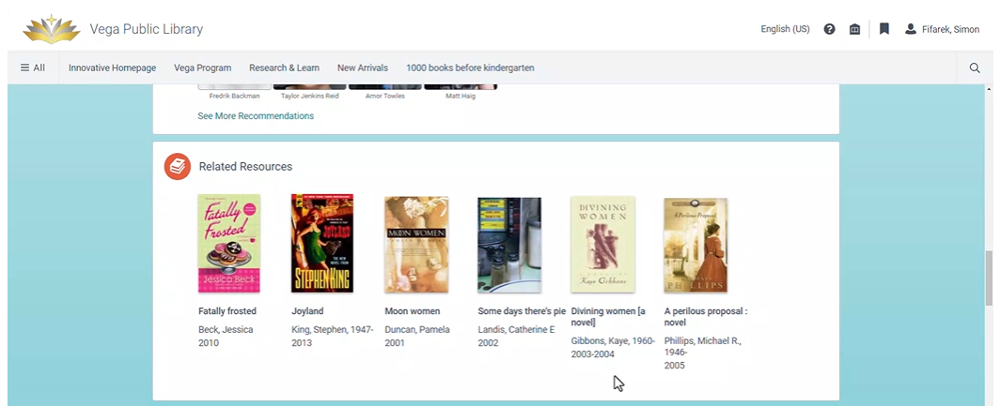 Vega Public Library
English (US)
Fifarek, Simon
All
Innovative Homepage
Vega Program
Research & Learn
New Arrivals
1000 books before kindergarten
Fredrik Backman
Taylor Jenkins Reid
Amor Towles
Matt Haig
See More Recommendations
Related Resources
Fatally
Frosted
Jessica Beck
JOYLAND
THE NEW
NOVEL FROM
STEPHEN KING
MOON WOMEN
DIVINING
WOMEN
Kaye Gibbons
A Perilous Proposal
PHILLIPS
Fatally frosted
Beck, Jessica
2010
Joyland
King, Stephen, 1947-
2013
Moon women
Duncan, Pamela
2001
Some days there's pie
Landis, Catherine E
2002
Divining women [a
novel]
Gibbons, Kaye, 1960-
2003-2004
A perilous proposal :
novel
Phillips, Michael R.,
1946-
2005